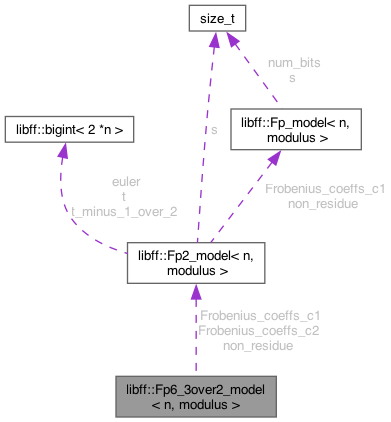 size_t
num_bits
s
libff::bigint< 2 *n >
s
libff::Fp_model< n,
modulus >
euler
t
t_minus_1_over_2
Frobenius_coeffs_c1
non_residue
libff::Fp2_model< n,
modulus >
Frobenius_coeffs_c1
Frobenius_coeffs_c2
non_residue
libff::Fp6_3over2_model
< n, modulus >